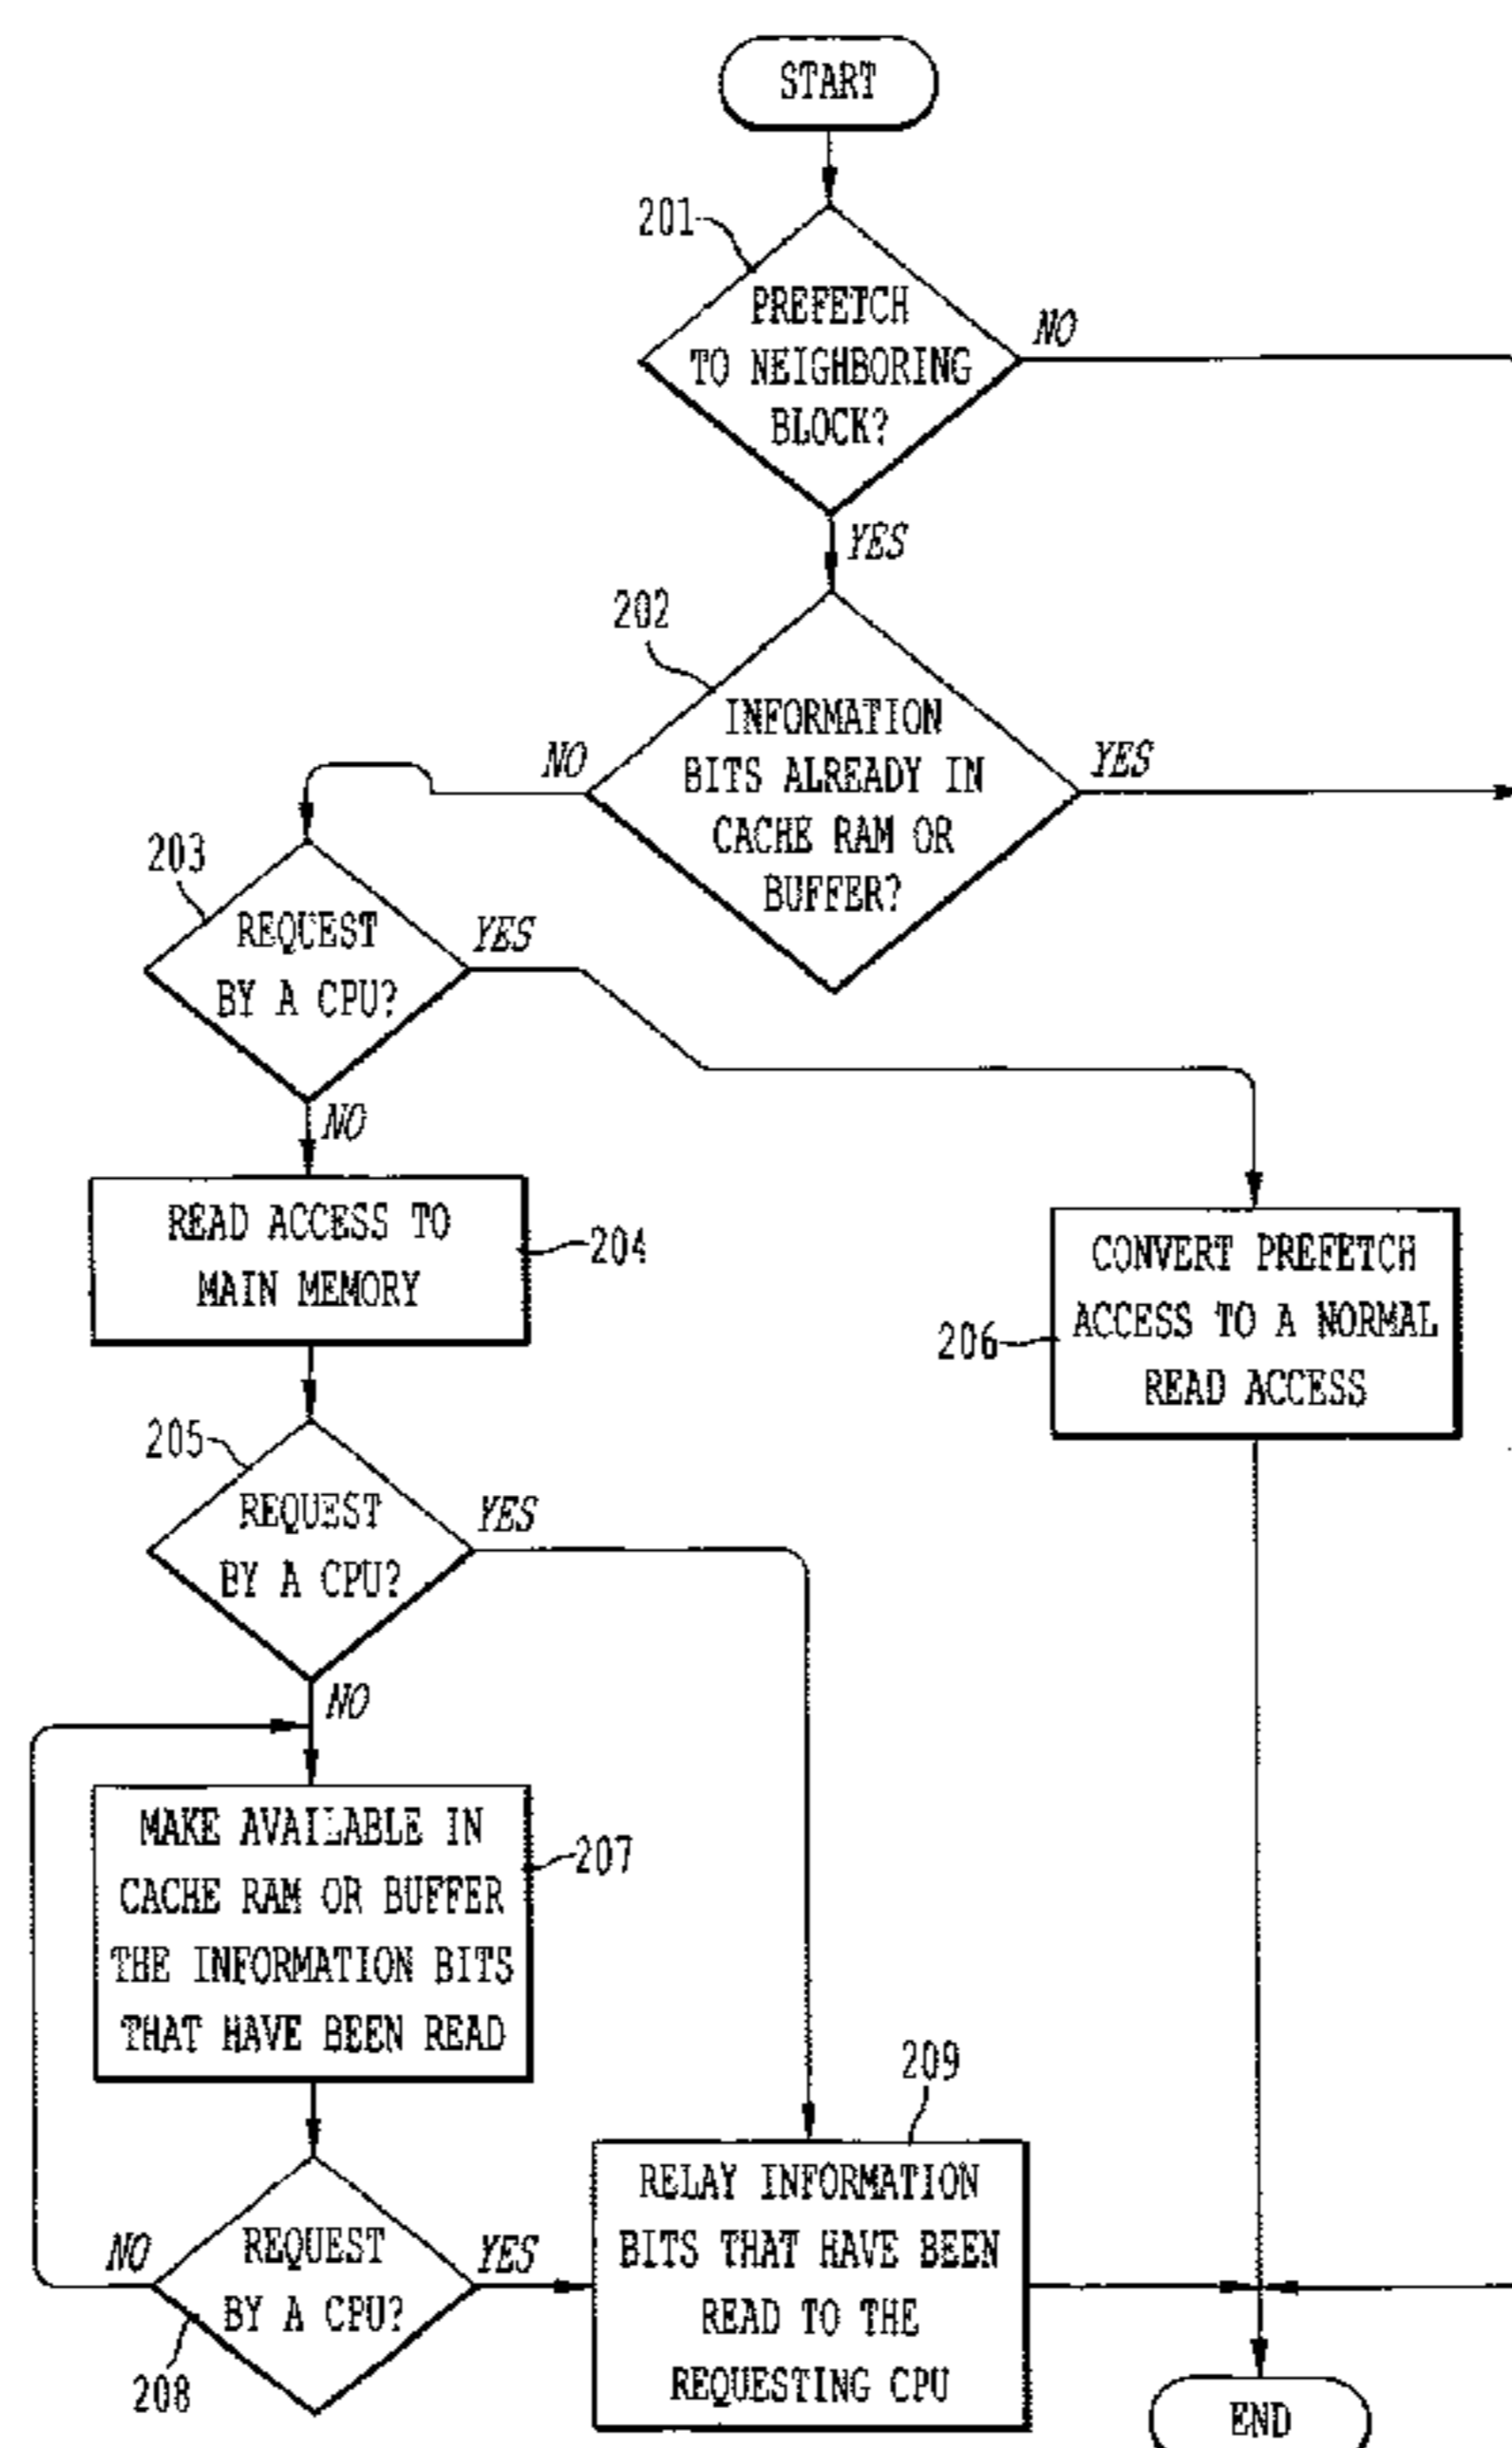 START
201
PREFETCH
TO NEIGHBORING
BLOCK?
NO
YES
202
INFORMATION
BITS ALREADY IN
CACHE RAM OR
BUFFER?
NO
YES
203
REQUEST
BY A CPU?
YES
NO
READ ACCESS TO
MAIN MEMORY
204
CONVERT PREFETCH
ACCESS TO A NORMAL
READ ACCESS
206
205
REQUEST
BY A CPU?
YES
NO
MAKE AVAILABLE IN
CACHE RAM OR BUFFER
THE INFORMATION BITS
THAT HAVE BEEN READ
207
209
REQUEST
BY A CPU?
NO
YES
208
RELAY INFORMATION
BITS THAT HAVE BEEN
READ TO THE
REQUESTING CPU
END